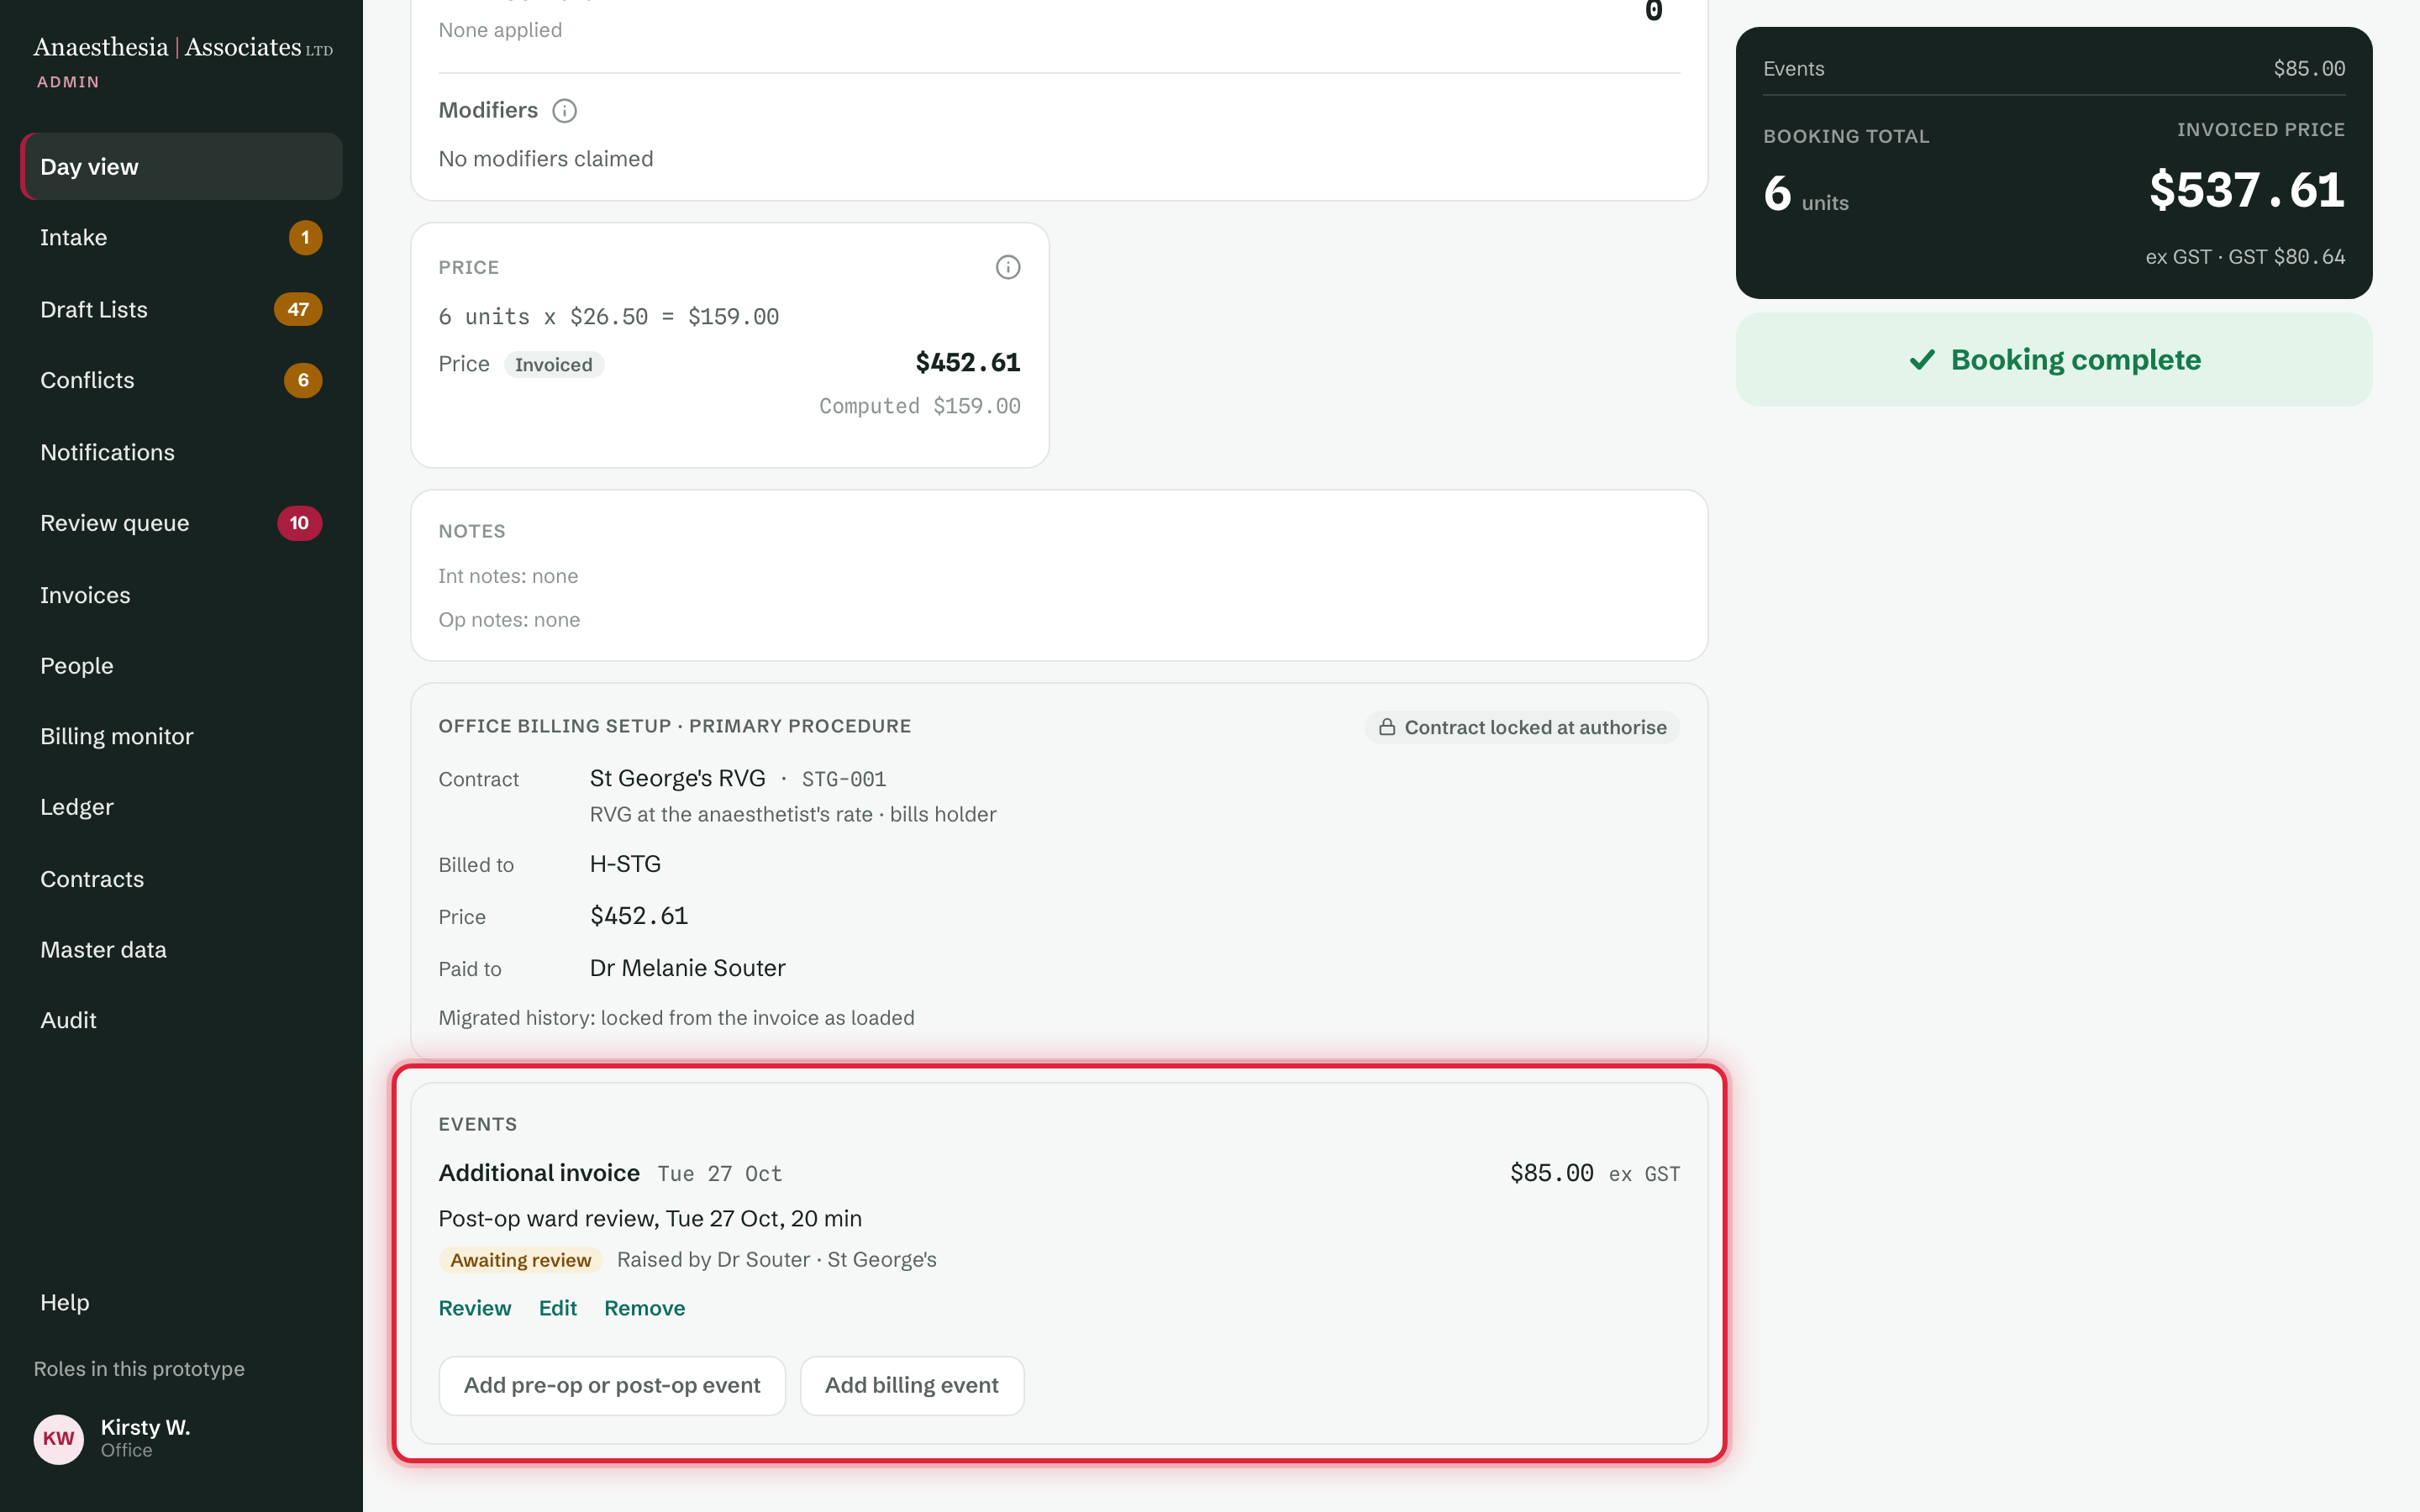 Anaesthesia | Associates LTD
ADMIN
Day view
Intake 1
Draft Lists 47
Conflicts 6
Notifications
Review queue 10
Invoices
People
Billing monitor
Ledger
Contracts
Master data
Audit
Help
Roles in this prototype
KW
Kirsty W.
Office
None applied
0
Modifiers
No modifiers claimed
PRICE
6 units x $26.50 = $159.00
Price Invoiced $452.61
Computed $159.00
NOTES
Int notes: none
Op notes: none
OFFICE BILLING SETUP · PRIMARY PROCEDURE Contract locked at authorise
Contract St George's RVG · STG-001
RVG at the anaesthetist's rate · bills holder
Billed to H-STG
Price $452.61
Paid to Dr Melanie Souter
Migrated history: locked from the invoice as loaded
EVENTS
Additional invoice Tue 27 Oct $85.00 ex GST
Post-op ward review, Tue 27 Oct, 20 min
Awaiting review Raised by Dr Souter · St George's
Review Edit Remove
Add pre-op or post-op event Add billing event
Events $85.00
BOOKING TOTAL INVOICED PRICE
6 units $537.61
ex GST · GST $80.64
Booking complete